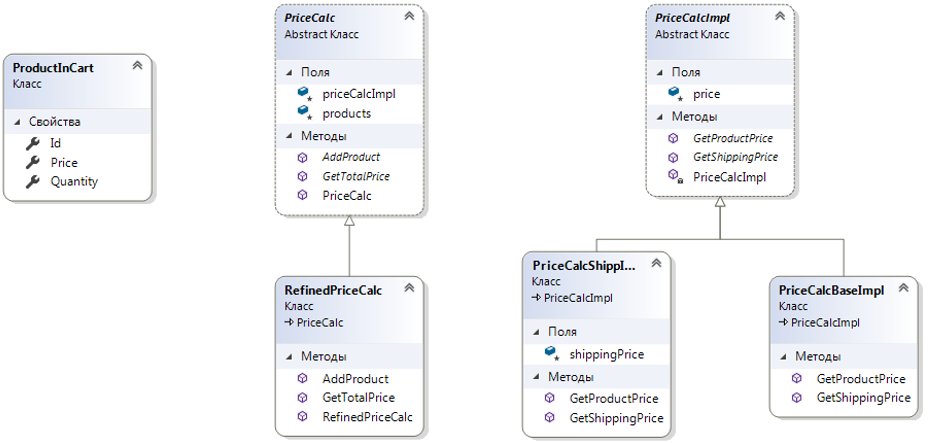 ProductInCart
Класс
Свойства
Id
Price
Quantity
PriceCalc
Abstract Класс
Поля
priceCalcImpl
products
Методы
AddProduct
GetTotalPrice
PriceCalc
RefinedPriceCalc
Класс
PriceCalc
Методы
AddProduct
GetTotalPrice
RefinedPriceCalc
PriceCalcImpl
Abstract Класс
Поля
price
Методы
GetProductPrice
GetShippingPrice
PriceCalcImpl
PriceCalcShippI...
Класс
PriceCalcImpl
Поля
shippingPrice
Методы
GetProductPrice
GetShippingPrice
PriceCalcBaseImpl
Класс
PriceCalcImpl
Методы
GetProductPrice
GetShippingPrice